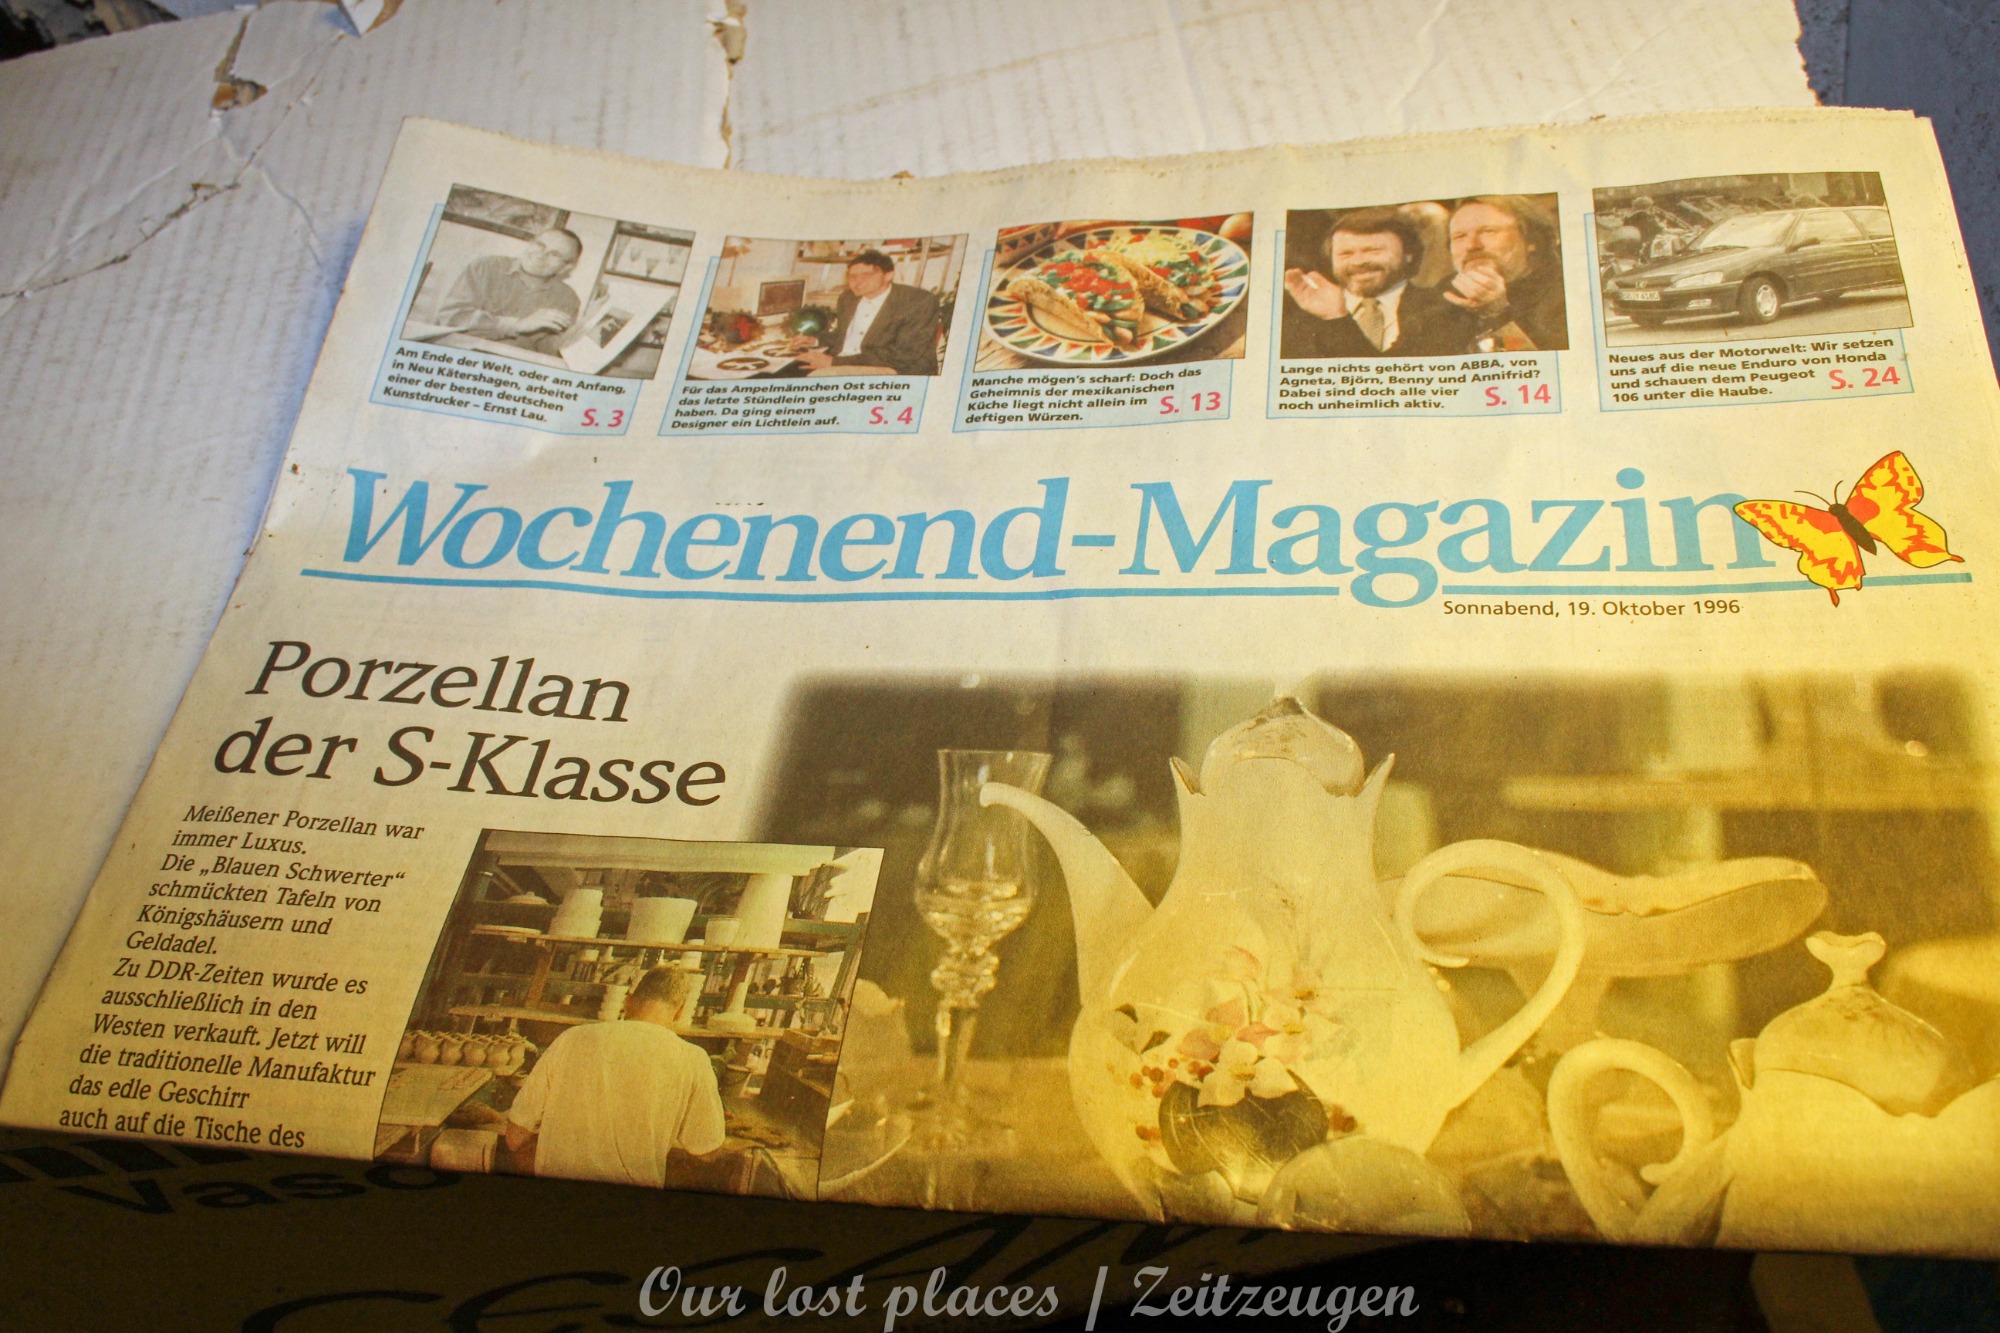 Am Ende der Welt, oder am Anfang,
in Neu Kätershagen, arbeitet
einer der besten deutschen
Kunstdrucker – Ernst Lau.
S. 3
Für das Ampelmännchen Ost schien
das letzte Stündlein geschlagen zu
haben. Da ging einem
Designer ein Lichtlein auf.
S. 4
Manche mögen's scharf: Doch das
Geheimnis der mexikanischen
Küche liegt nicht allein im
deftigen Würzen.
S. 13
Lange nichts gehört von ABBA, von
Agneta, Björn, Benny und Annifrid?
Dabei sind doch alle vier
noch unheimlich aktiv.
S. 14
Neues aus der Motorwelt: Wir setzen
uns auf die neue Enduro von Honda
und schauen dem Peugeot
106 unter die Haube.
S. 24
Wochenend-Magazin
Sonnabend, 19. Oktober 1996
Porzellan
der S-Klasse
Meißener Porzellan war
immer Luxus.
Die „Blauen Schwerter“
schmückten Tafeln von
Königshäusern und
Geldadel.
Zu DDR-Zeiten wurde es
ausschließlich in den
Westen verkauft. Jetzt will
die traditionelle Manufaktur
das edle Geschirr
auch auf die Tische des
vaso
Our lost places | Zeitzeugen